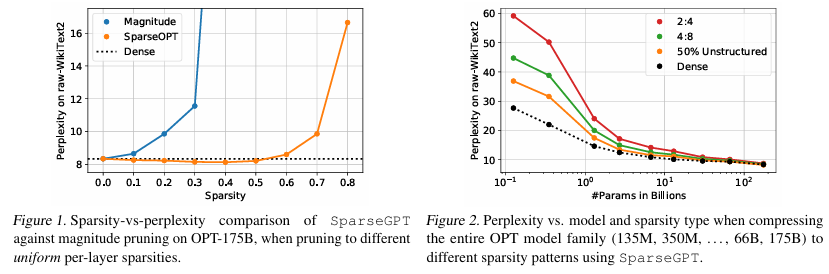 Perplexity on raw-WikiText2
16
14
12
10
8
Magnitude
SparseOPT
Dense
0.0 0.1 0.2 0.3 0.4 0.5 0.6 0.7 0.8
Sparsity
Figure 1. Sparsity-vs-perplexity comparison of SparseGPT
against magnitude pruning on OPT-175B, when pruning to different
uniform per-layer sparsities.
Perplexity on raw-WikiText2
60
50
40
30
20
10
2:4
4:8
50% Unstructured
Dense
10⁻¹ 10⁰ 10¹ 10²
#Params in Billions
Figure 2. Perplexity vs. model and sparsity type when compressing
the entire OPT model family (135M, 350M, ..., 66B, 175B) to
different sparsity patterns using SparseGPT.